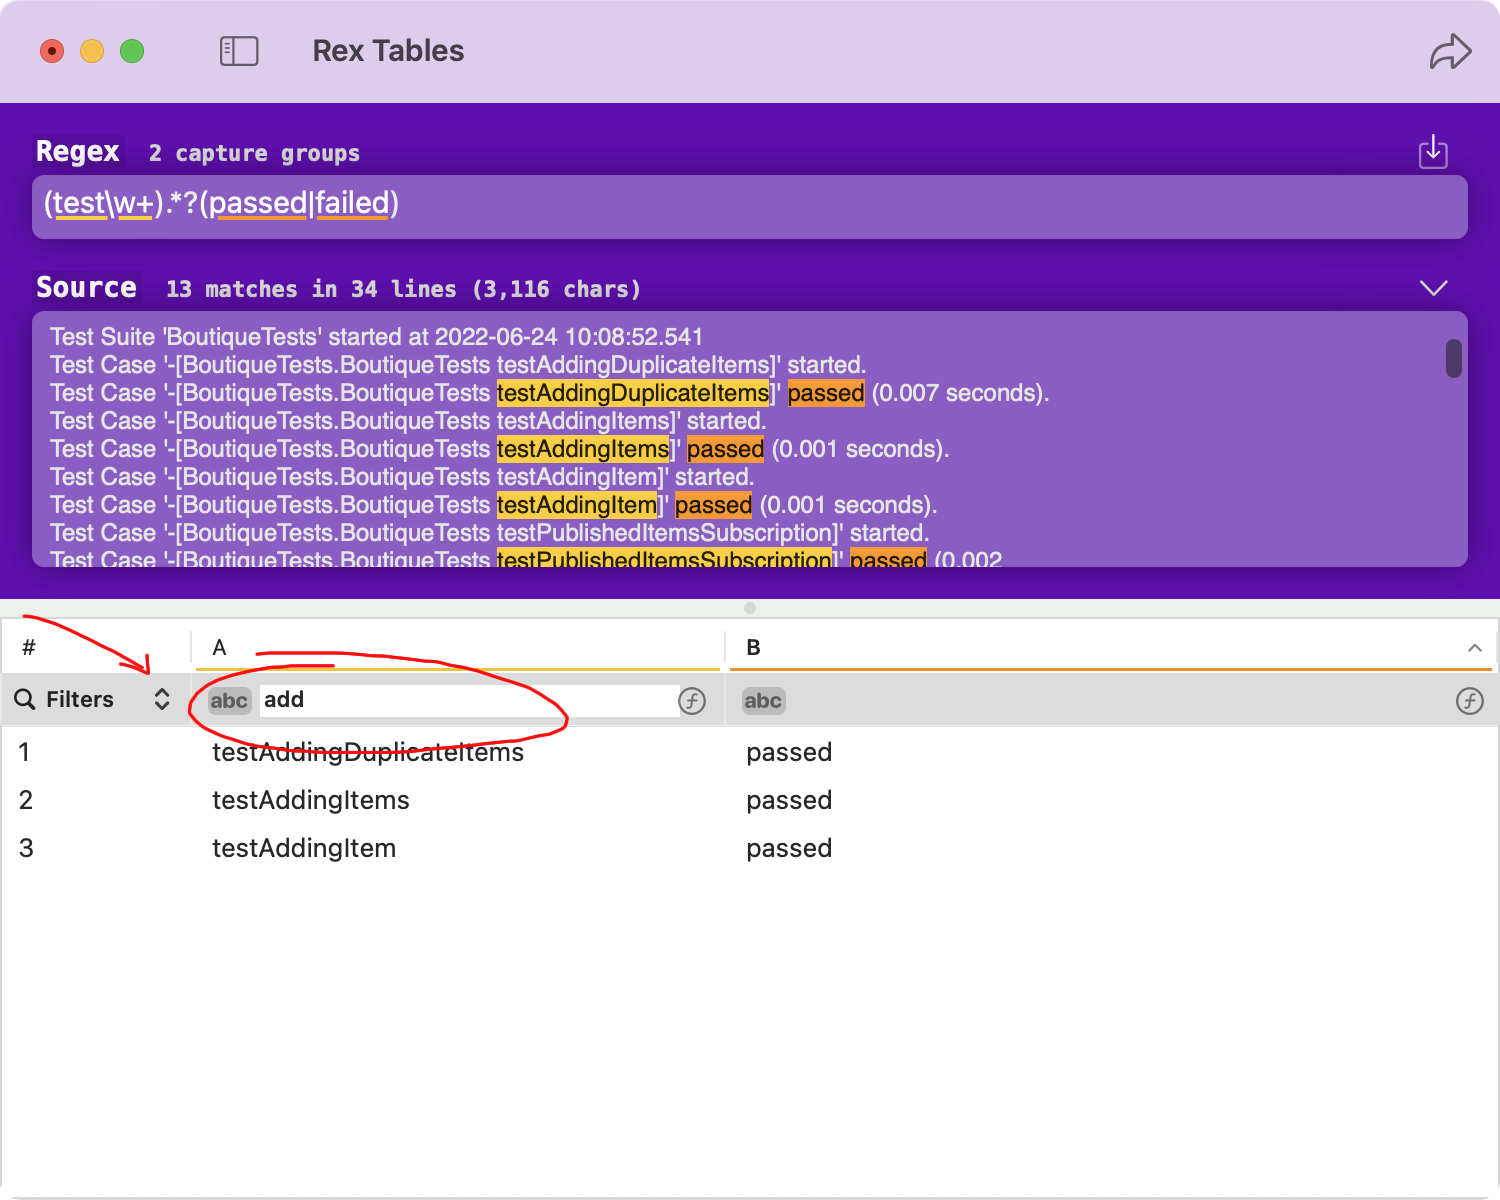 Rex Tables
Regex 2 capture groups
(test\w+).*?(passed|failed)
Source 13 matches in 34 lines (3,116 chars)
Test Suite 'BoutiqueTests' started at 2022-06-24 10:08:52.541
Test Case '-[BoutiqueTests.BoutiqueTests testAddingDuplicateItems]' started.
Test Case '-[BoutiqueTests.BoutiqueTests testAddingDuplicateItems]' passed (0.007 seconds).
Test Case '-[BoutiqueTests.BoutiqueTests testAddingItems]' started.
Test Case '-[BoutiqueTests.BoutiqueTests testAddingItems]' passed (0.001 seconds).
Test Case '-[BoutiqueTests.BoutiqueTests testAddingItem]' started.
Test Case '-[BoutiqueTests.BoutiqueTests testAddingItem]' passed (0.001 seconds).
Test Case '-[BoutiqueTests.BoutiqueTests testPublishedItemsSubscription]' started.
Test Case '-[BoutiqueTests.BoutiqueTests testPublishedItemsSubscription]' passed (0.002
# A B
Filters abc add f abc f
1 testAddingDuplicateItems passed
2 testAddingItems passed
3 testAddingItem passed